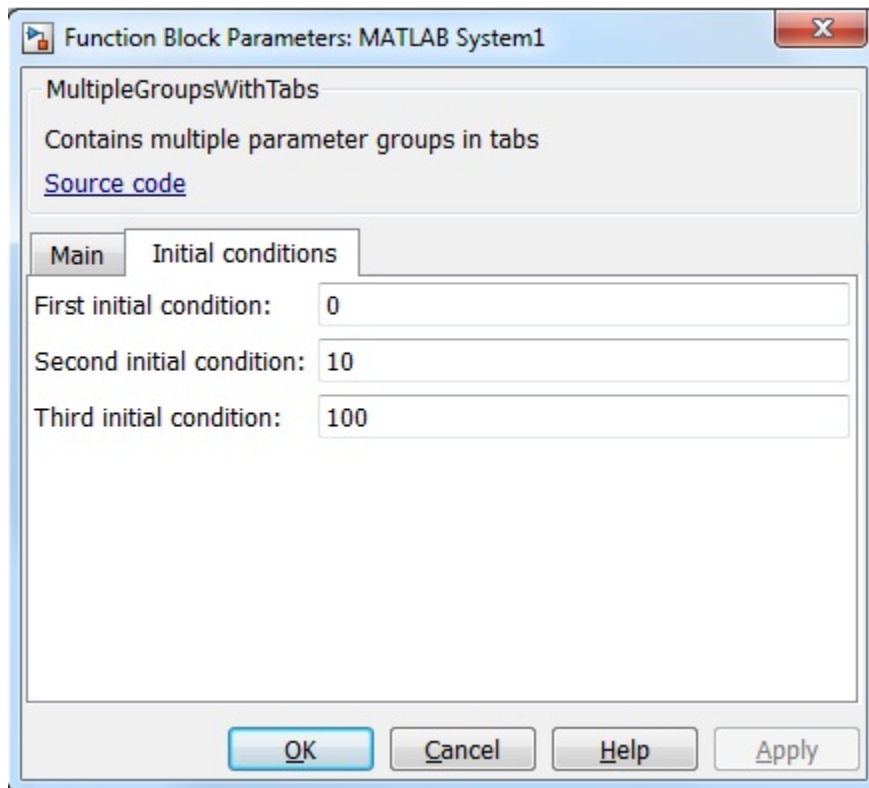 Function Block Parameters: MATLAB System1
MultipleGroupsWithTabs
Contains multiple parameter groups in tabs
Source code
Main Initial conditions
First initial condition: 0
Second initial condition: 10
Third initial condition: 100
OK Cancel Help Apply